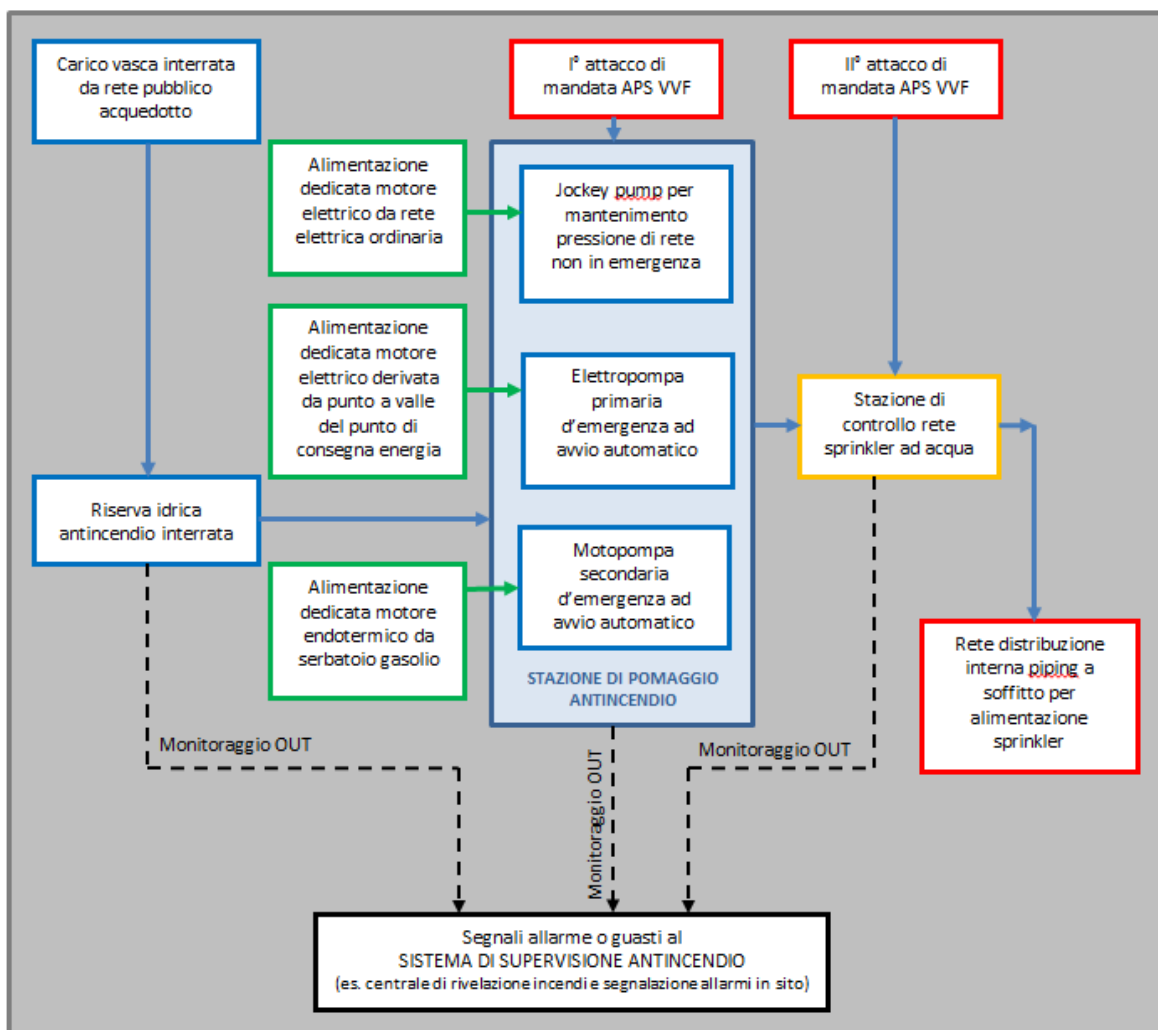 Carico vasca interrata
da rete pubblico
acquedotto
I° attacco di
mandata APS VVF
II° attacco di
mandata APS VVF
Alimentazione
dedicata motore
elettrico da rete
elettrica ordinaria
Jockey pump per
mantenimento
pressione di rete
non in emergenza
Alimentazione
dedicata motore
elettrico derivata
da punto a valle
del punto di
consegna energia
Elettropompa
primaria
d'emergenza ad
avvio automatico
Stazione di
controllo rete
sprinkler ad acqua
Riserva idrica
antincendio interrata
Motopompa
secondaria
d'emergenza ad
avvio automatico
Alimentazione
dedicata motore
endotermico da
serbatoio gasolio
STAZIONE DI POMAGGIO
ANTINCENDIO
Rete distribuzione
interna piping a
soffitto per
alimentazione
sprinkler
Monitoraggio OUT
Monitoraggio OUT
Monitoraggio OUT
Segnali allarme o guasti al
SISTEMA DI SUPERVISIONE ANTINCENDIO
(es. centrale di rivelazione incendi e segnalazione allarmi in sito)